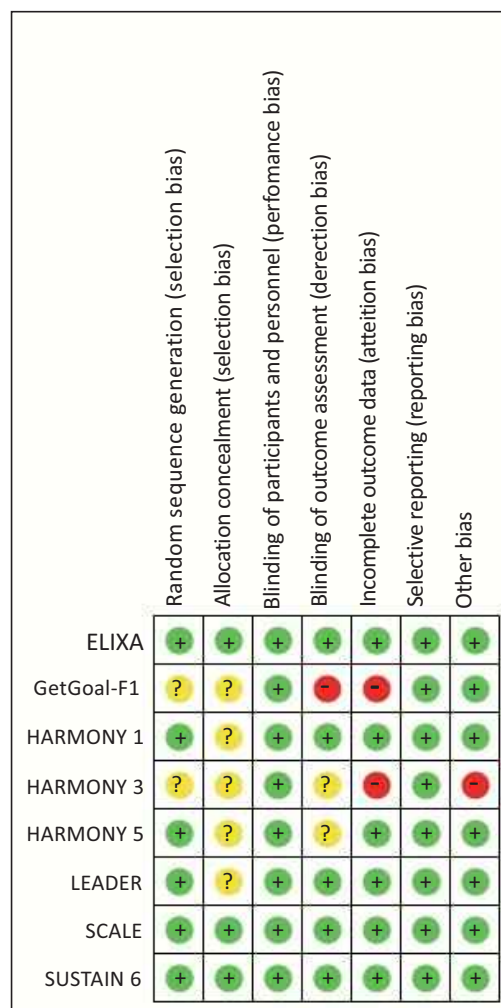 Random sequence generation (selection bias)
Allocation concealment (selection bias)
Blinding of participants and personnel (perfomance bias)
Blinding of outcome assessment (derection bias)
Incomplete outcome data (atteition bias)
Selective reporting (reporting bias)
Other bias
ELIXA + + + + + + +
GetGoal-F1 ? ? + - - + +
HARMONY 1 + ? + + + + +
HARMONY 3 ? ? + ? - + -
HARMONY 5 + ? + ? + + +
LEADER + ? + + + + +
SCALE + + + + + + +
SUSTAIN 6 + + + + + + +